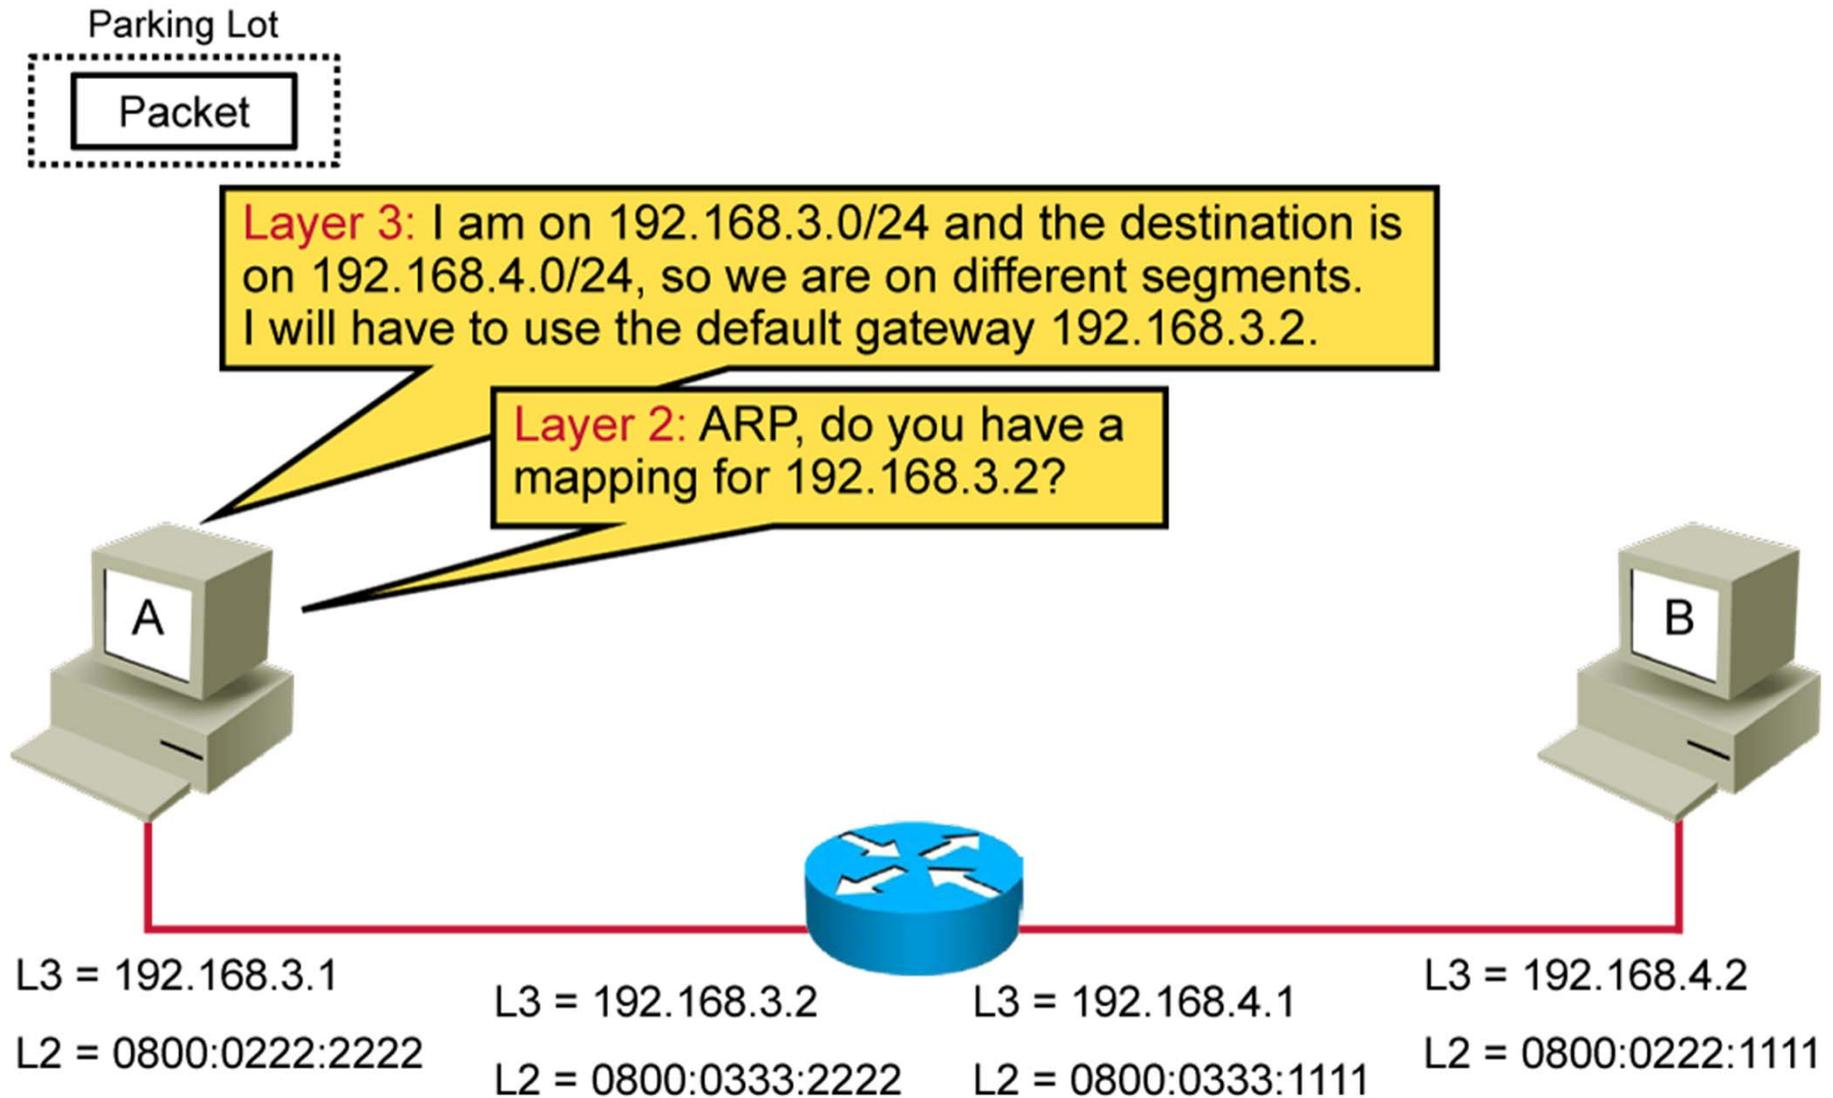 Parking Lot
Packet
Layer 3: I am on 192.168.3.0/24 and the destination is
on 192.168.4.0/24, so we are on different segments.
I will have to use the default gateway 192.168.3.2.
Layer 2: ARP, do you have a
mapping for 192.168.3.2?
A
B
L3 = 192.168.3.1
L2 = 0800:0222:2222
L3 = 192.168.3.2
L2 = 0800:0333:2222
L3 = 192.168.4.1
L2 = 0800:0333:1111
L3 = 192.168.4.2
L2 = 0800:0222:1111